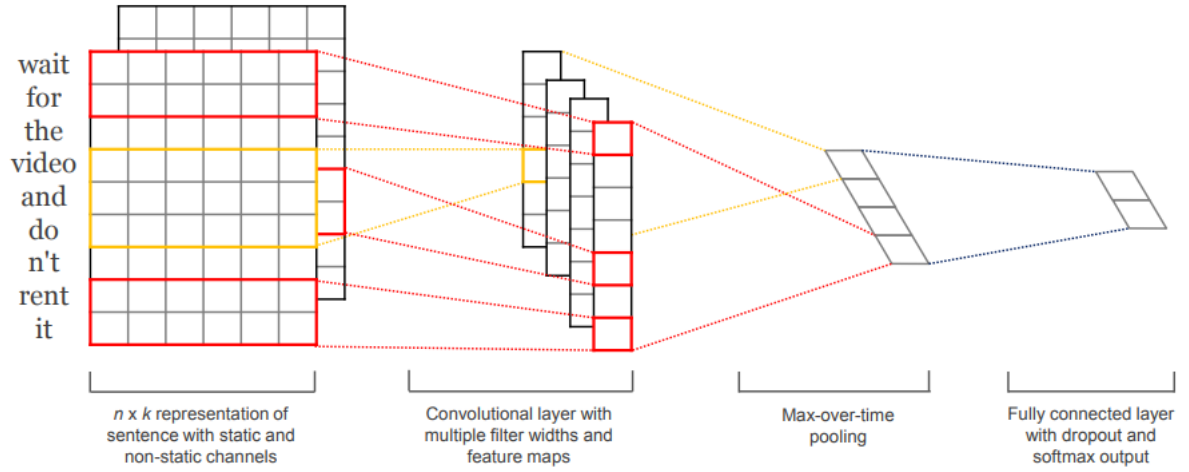 wait
for
the
video
and
do
n't
rent
it
n x k representation of
sentence with static and
non-static channels
Convolutional layer with
multiple filter widths and
feature maps
Max-over-time
pooling
Fully connected layer
with dropout and
softmax output